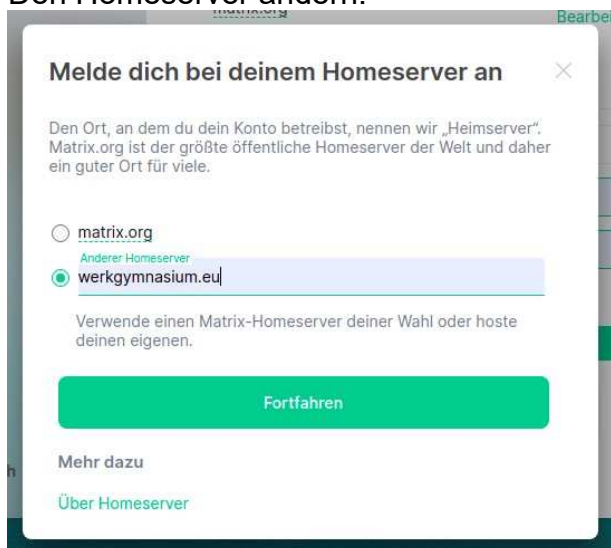 Den Homeserver ändern:
matrix.org
Melde dich bei deinem Homeserver an
Den Ort, an dem du dein Konto betreibst, nennen wir „Heimserver“.
Matrix.org ist der größte öffentliche Homeserver der Welt und daher
ein guter Ort für viele.
matrix.org
Anderer Homeserver
werkgymnasium.eu
Verwende einen Matrix-Homeserver deiner Wahl oder hoste
deinen eigenen.
Fortfahren
Mehr dazu
Über Homeserver